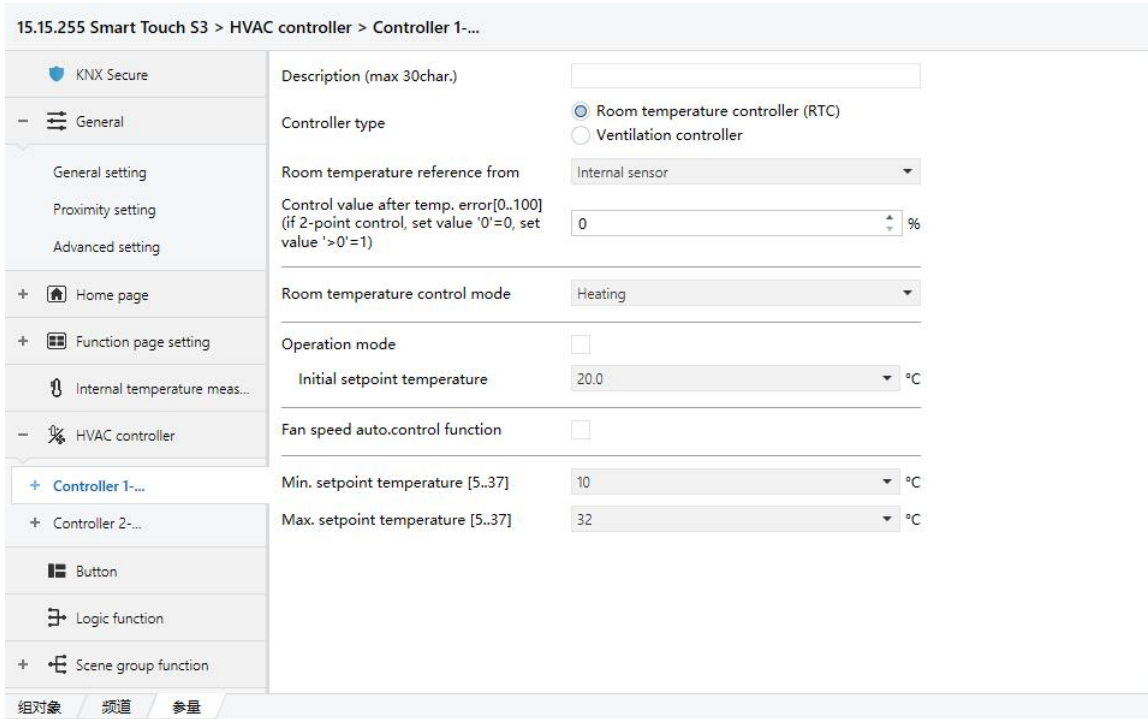 15.15.255 Smart Touch S3 > HVAC controller > Controller 1-...
KNX Secure
General
General setting
Proximity setting
Advanced setting
Home page
Function page setting
Internal temperature meas...
HVAC controller
Controller 1-...
Controller 2-...
Button
Logic function
Scene group function
Description (max 30char.)
Controller type
Room temperature controller (RTC)
Ventilation controller
Room temperature reference from
Internal sensor
Control value after temp. error[0..100]
(if 2-point control, set value '0'=0, set
value '>0'=1)
0 %
Room temperature control mode
Heating
Operation mode
Initial setpoint temperature
20.0 °C
Fan speed auto.control function
Min. setpoint temperature [5..37]
10 °C
Max. setpoint temperature [5..37]
32 °C
组对象 频道 参量